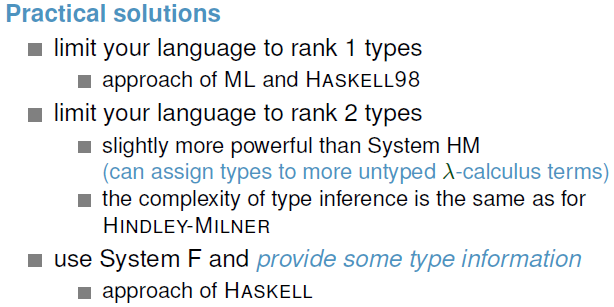 Practical solutions
limit your language to rank 1 types
approach of ML and HASKELL98
limit your language to rank 2 types
slightly more powerful than System HM
(can assign types to more untyped λ-calculus terms)
the complexity of type inference is the same as for
HINDLEY-MILNER
use System F and provide some type information
approach of HASKELL